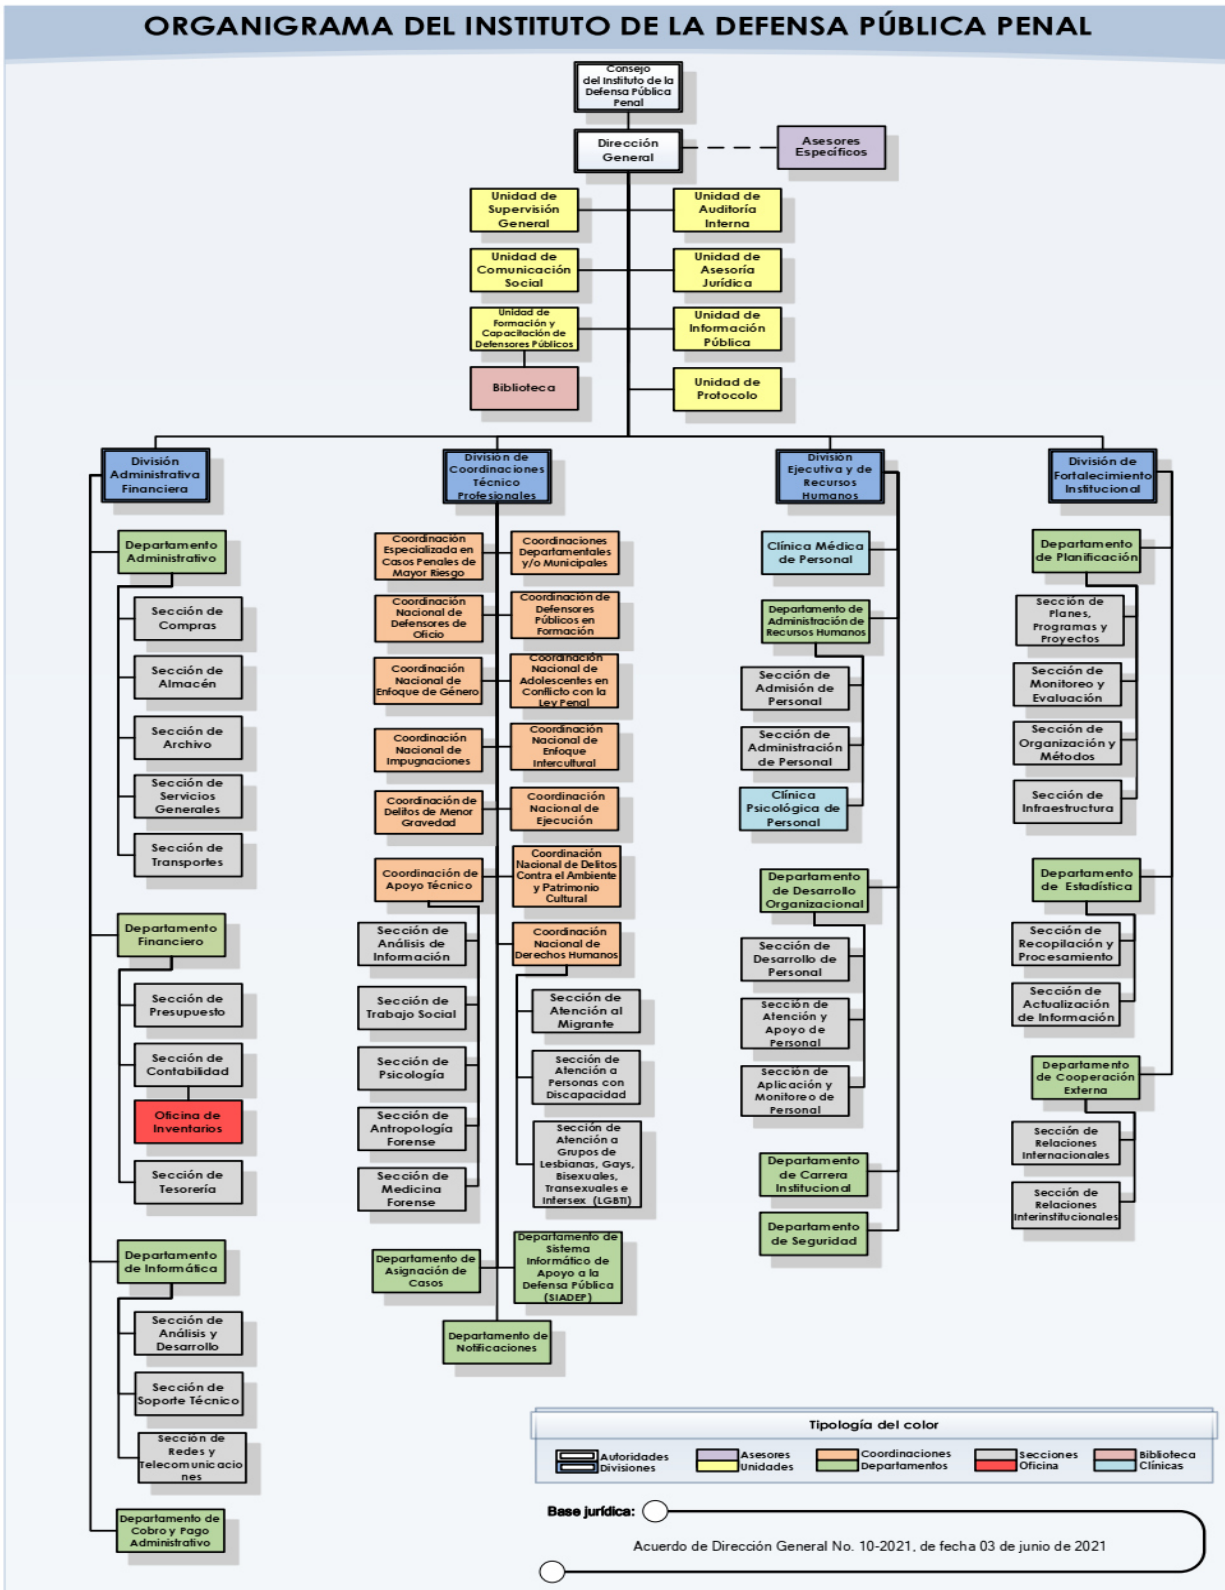 ORGANIGRAMA DEL INSTITUTO DE LA DEFENSA PÚBLICA PENAL
Consejo
del Instituto de la
Defensa Pública
Penal
Dirección
General
Asesores
Específicos
Unidad de
Supervisión
General
Unidad de
Auditoría
Interna
Unidad de
Comunicación
Social
Unidad de
Asesoría
Jurídica
Unidad de
Formación y
Capacitación de
Defensores Públicos
Unidad de
Información
Pública
Biblioteca
Unidad de
Protocolo
División
Administrativa
Financiera
División de
Coordinaciones
Técnico
Profesionales
División
Ejecutiva y de
Recursos
Humanos
División de
Fortalecimiento
Institucional
Departamento
Administrativo
Sección de
Compras
Sección de
Almacén
Sección de
Archivo
Sección de
Servicios
Generales
Sección de
Transportes
Departamento
Financiero
Sección de
Presupuesto
Sección de
Contabilidad
Oficina de
Inventarios
Sección de
Tesorería
Departamento
de Informática
Sección de
Análisis y
Desarrollo
Sección de
Soporte Técnico
Sección de
Redes y
Telecomunicacio
nes
Departamento de
Cobro y Pago
Administrativo
Coordinación
Especializada en
Casos Penales de
Mayor Riesgo
Coordinaciones
Departamentales
y/o Municipales
Coordinación
Nacional de
Defensores de
Oficio
Coordinación de
Defensores
Públicos en
Formación
Coordinación
Nacional de
Enfoque de Género
Coordinación
Nacional de
Adolescentes en
Conflicto con la
Ley Penal
Coordinación
Nacional de
Impugnaciones
Coordinación
Nacional de
Enfoque
Intercultural
Coordinación de
Delitos de Menor
Gravedad
Coordinación
Nacional de
Ejecución
Coordinación de
Apoyo Técnico
Coordinación
Nacional de Delitos
Contra el Ambiente
y Patrimonio
Cultural
Sección de
Análisis de
Información
Sección de
Trabajo Social
Sección de
Psicología
Sección de
Antropología
Forense
Sección de
Medicina
Forense
Coordinación
Nacional de
Derechos Humanos
Sección de
Atención al
Migrante
Sección de
Atención a
Personas con
Discapacidad
Sección de
Atención a
Grupos de
Lesbianas, Gays,
Bisexuales,
Transexuales e
Intersex (LGBTI)
Departamento de
Asignación de
Casos
Departamento de
Sistema
Informático de
Apoyo a la
Defensa Pública
(SIADEP)
Departamento de
Notificaciones
Clínica Médica
de Personal
Departamento de
Administración de
Recursos Humanos
Sección de
Admisión de
Personal
Sección de
Administración
de Personal
Clínica
Psicológica de
Personal
Departamento
de Desarrollo
Organizacional
Sección de
Desarrollo de
Personal
Sección de
Atención y
Apoyo de
Personal
Sección de
Aplicación y
Monitoreo de
Personal
Departamento
de Carrera
Institucional
Departamento
de Seguridad
Departamento
de Planificación
Sección de
Planes,
Programas y
Proyectos
Sección de
Monitoreo y
Evaluación
Sección de
Organización y
Métodos
Sección de
Infraestructura
Departamento
de Estadística
Sección de
Recopilación y
Procesamiento
Sección de
Actualización
de Información
Departamento
de Cooperación
Externa
Sección de
Relaciones
Internacionales
Sección de
Relaciones
Interinstitucionales
Tipología del color
Autoridades
Divisiones
Asesores
Unidades
Coordinaciones
Departamentos
Secciones
Oficina
Biblioteca
Clínicas
Base jurídica:
Acuerdo de Dirección General No. 10-2021, de fecha 03 de junio de 2021